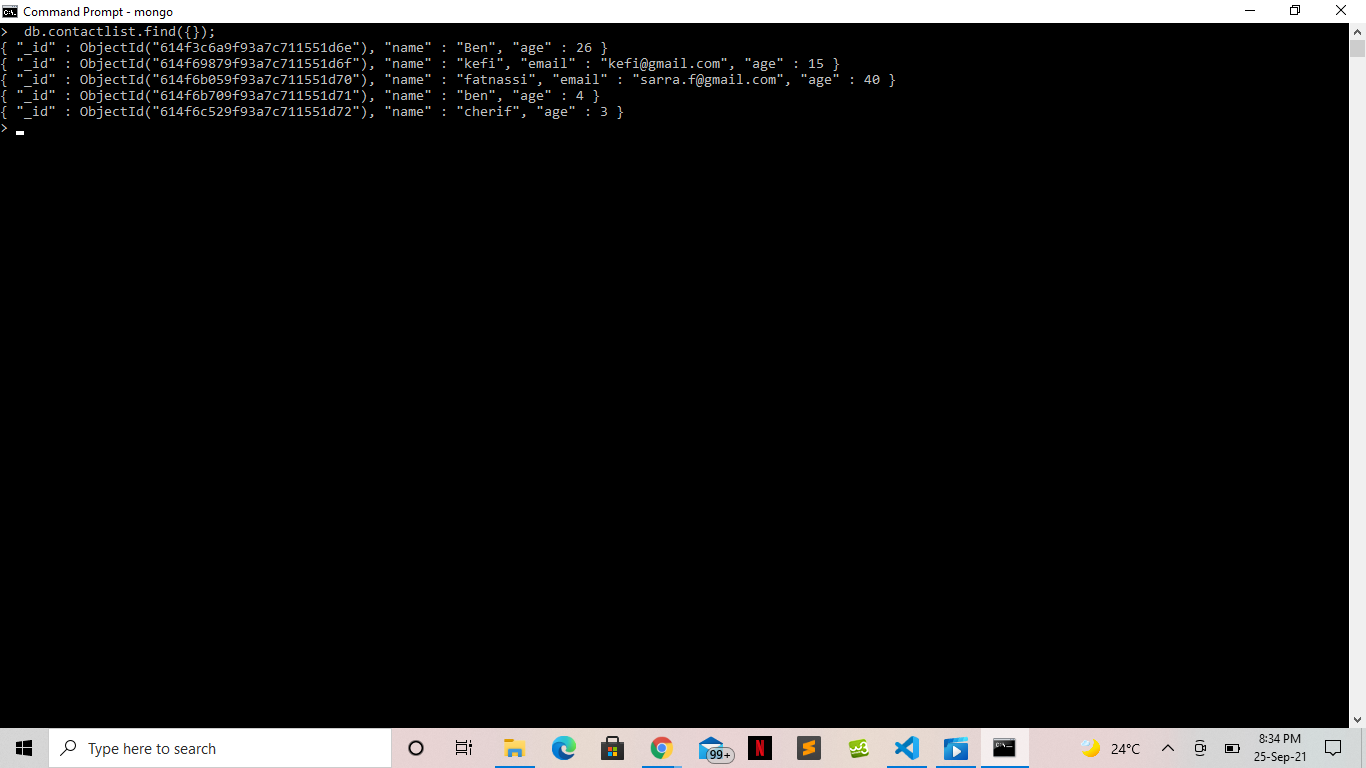 Command Prompt - mongo
>  db.contactlist.find({});
{ "_id" : ObjectId("614f3c6a9f93a7c711551d6e"), "name" : "Ben", "age" : 26 }
{ "_id" : ObjectId("614f69879f93a7c711551d6f"), "name" : "kefi", "email" : "kefi@gmail.com", "age" : 15 }
{ "_id" : ObjectId("614f6b059f93a7c711551d70"), "name" : "fatnassi", "email" : "sarra.f@gmail.com", "age" : 40 }
{ "_id" : ObjectId("614f6b709f93a7c711551d71"), "name" : "ben", "age" : 4 }
{ "_id" : ObjectId("614f6c529f93a7c711551d72"), "name" : "cherif", "age" : 3 }
>
Type here to search
99+
N
24°C
8:34 PM
25-Sep-21